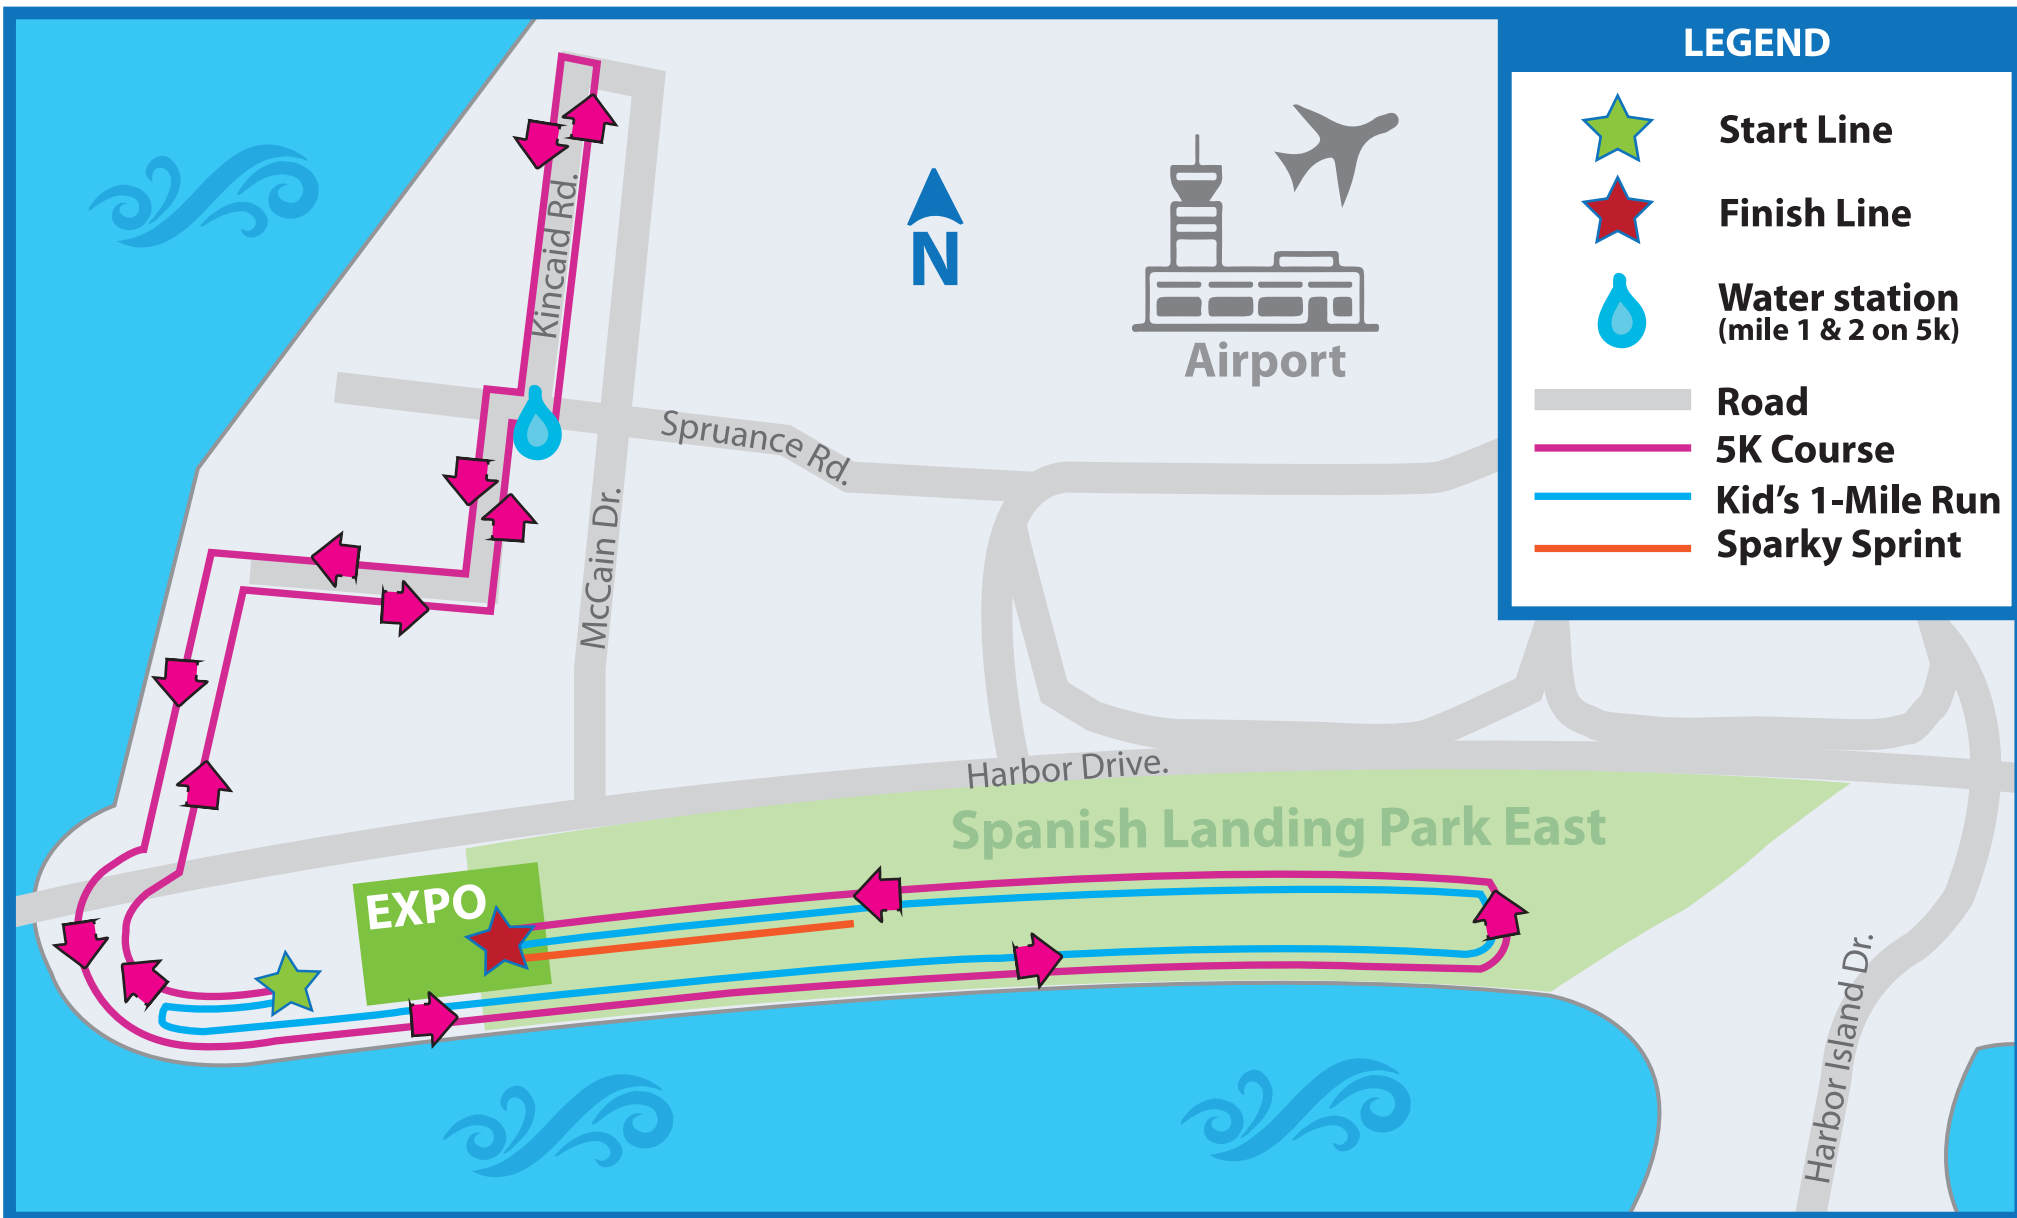 LEGEND
Start Line
Finish Line
Water station
(mile 1 & 2 on 5k)
Road
5K Course
Kid's 1-Mile Run
Sparky Sprint
Kincaid Rd.
N
Airport
Spruance Rd.
McCain Dr.
Harbor Drive.
Spanish Landing Park East
EXPO
Harbor Island Dr.